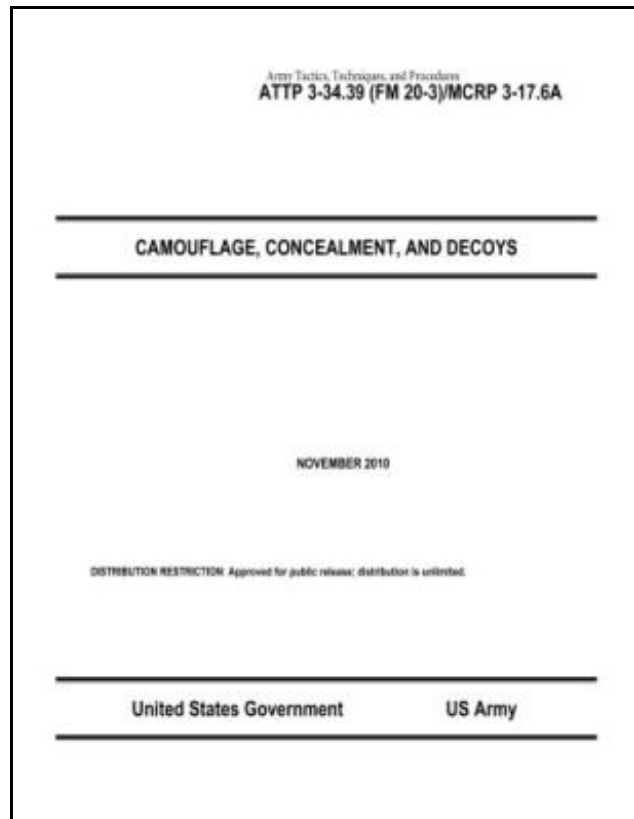 Army Tactics, Techniques, and Procedures
ATTP 3-34.39 (FM 20-3)/MCRP 3-17.6A
CAMOUFLAGE, CONCEALMENT, AND DECOYS
NOVEMBER 2010
DISTRIBUTION RESTRICTION: Approved for public release; distribution is unlimited.
United States Government US Army